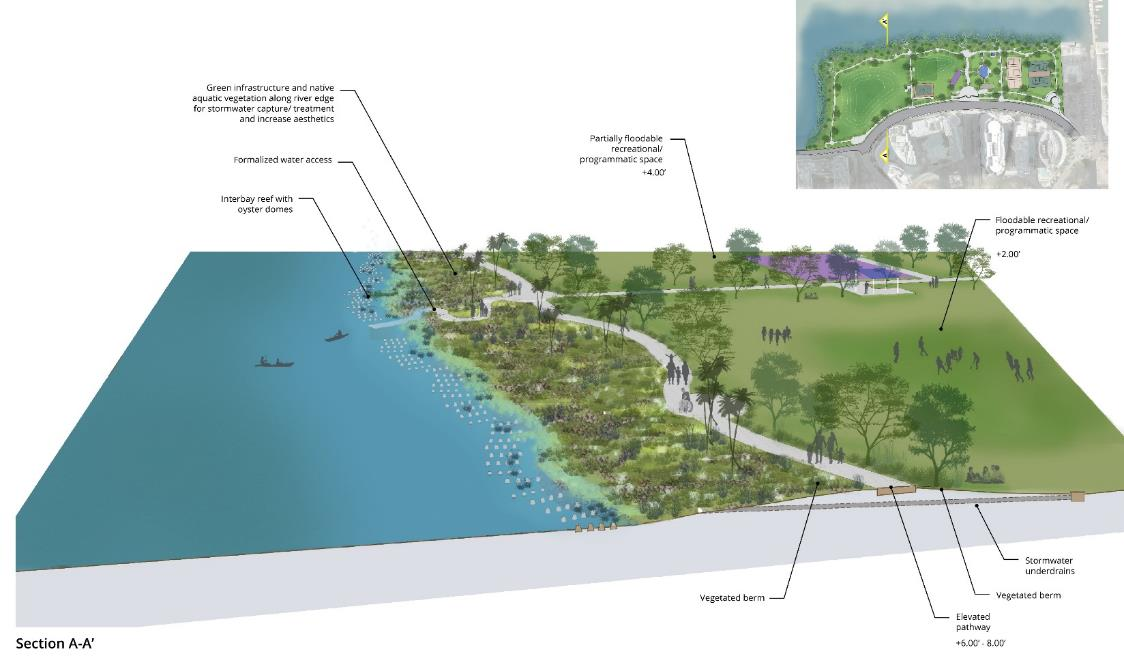 Green infrastructure and native
aquatic vegetation along river edge
for stormwater capture/ treatment
and increase aesthetics
Formalized water access
Interbay reef with
oyster domes
Partially floodable
recreational/
programmatic space
+4.00'
Floodable recreational/
programmatic space
+2.00'
Stormwater
underdrains
Vegetated berm
Vegetated berm
Elevated
pathway
+6.00' - 8.00'
Section A-A'